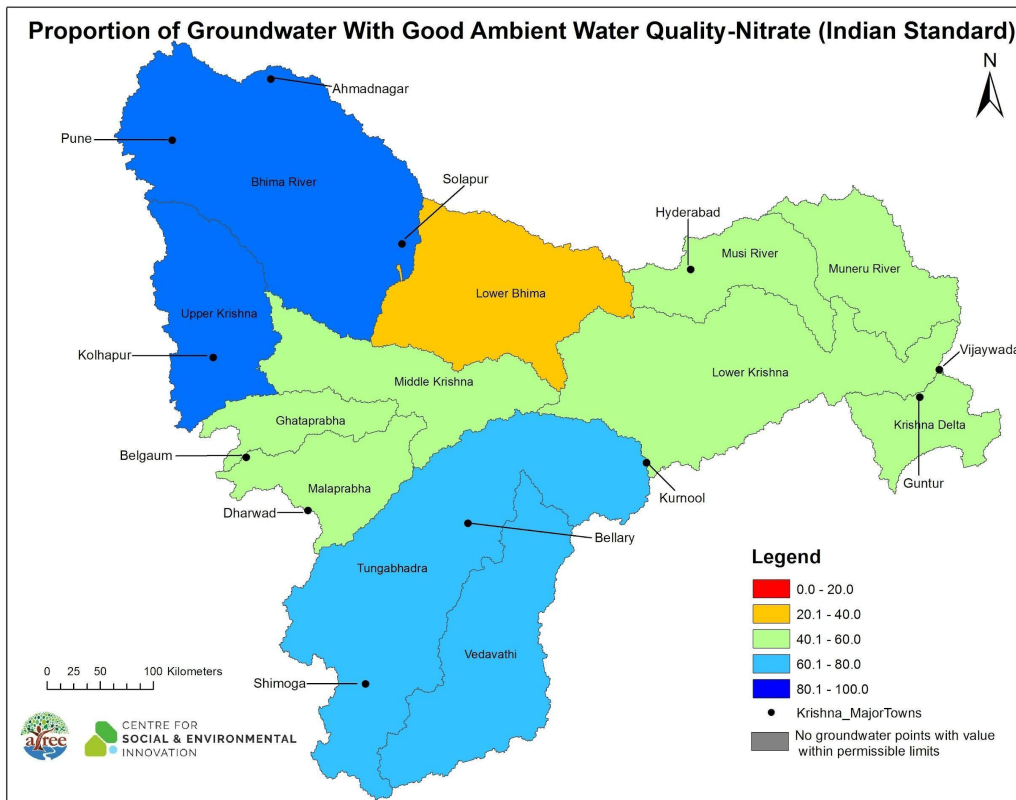 Proportion of Groundwater With Good Ambient Water Quality-Nitrate (Indian Standard)
N
Ahmadnagar
Pune
Bhima River
Solapur
Hyderabad
Musi River
Muneru River
Lower Bhima
Upper Krishna
Kolhapur
Vijaywada
Middle Krishna
Lower Krishna
Ghataprabha
Krishna Delta
Belgaum
Malaprabha
Kurnool
Guntur
Dharwad
Bellary
Tungabhadra
Vedavathi
Shimoga
Legend
0.0 - 20.0
20.1 - 40.0
40.1 - 60.0
60.1 - 80.0
80.1 - 100.0
Krishna_MajorTowns
No groundwater points with value
within permissible limits
0 25 50 100 Kilometers
atree
CENTRE FOR
SOCIAL & ENVIRONMENTAL
INNOVATION